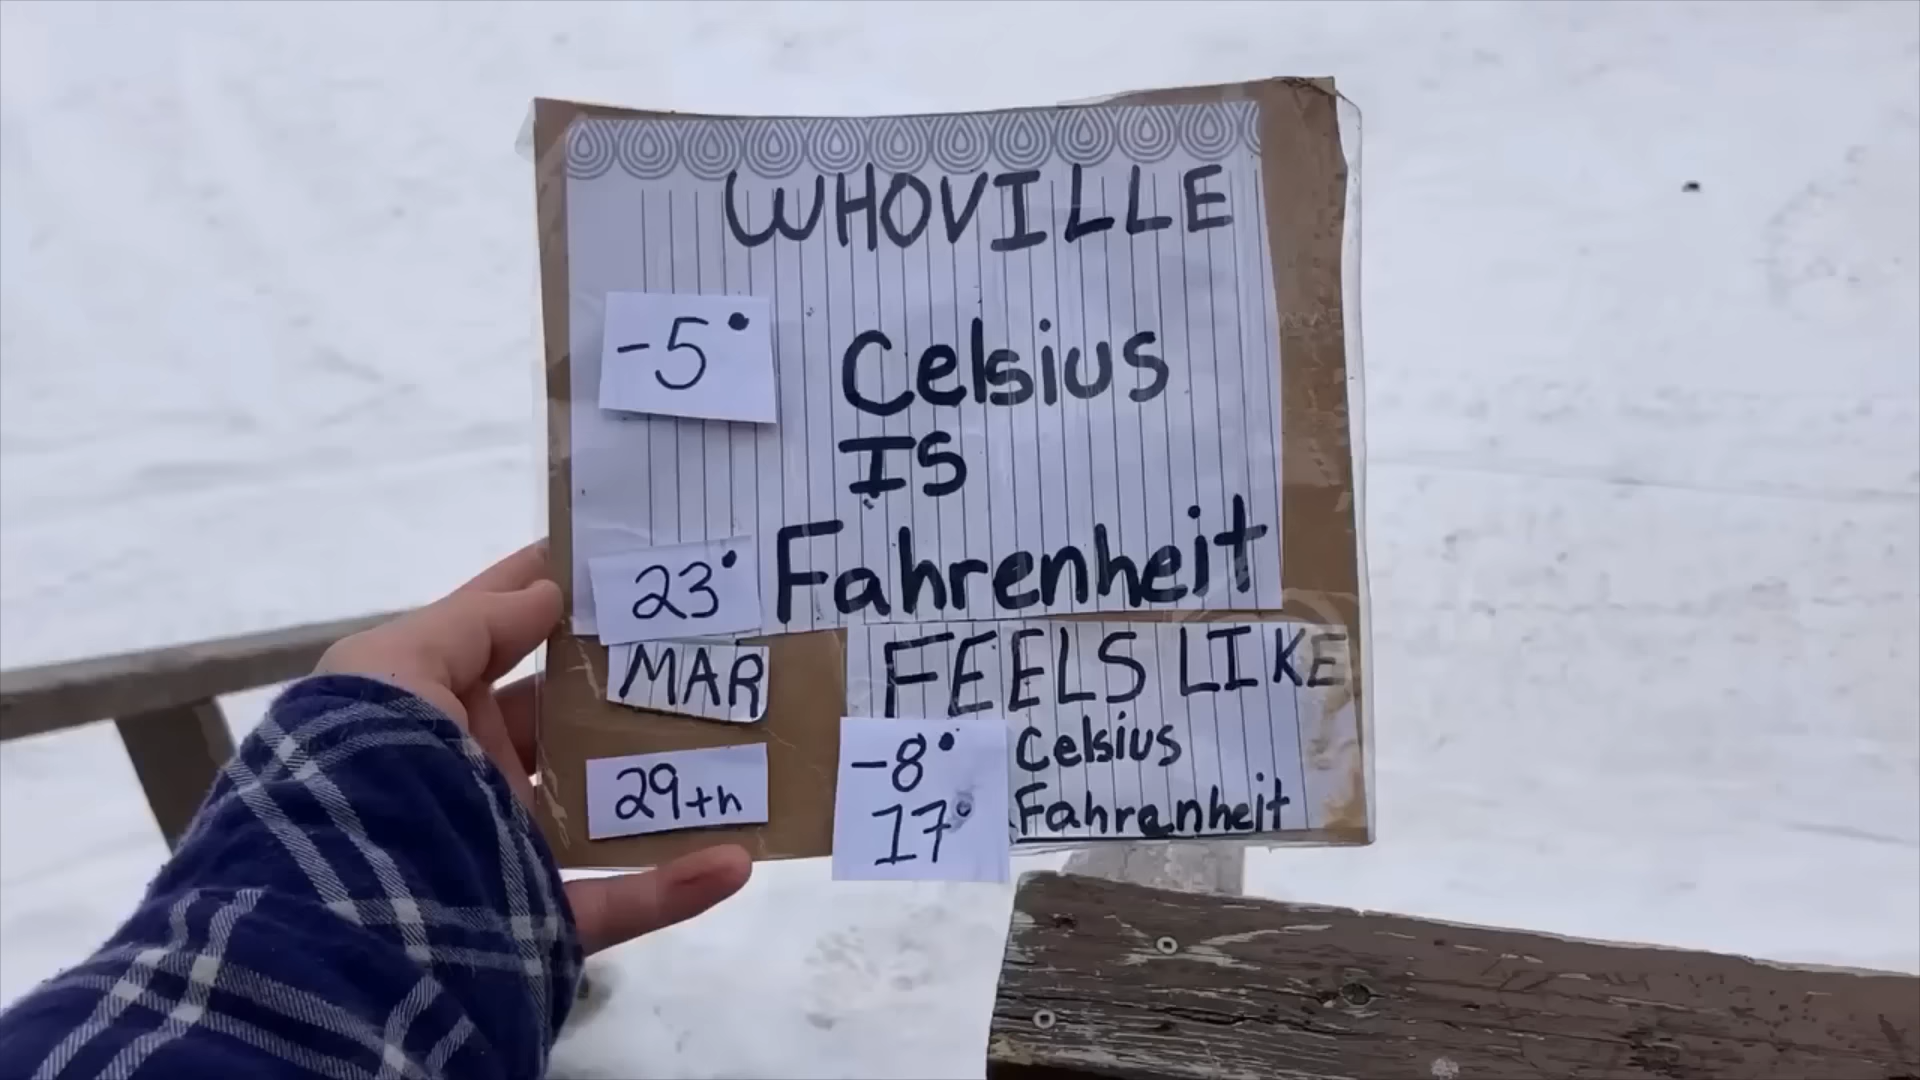 WHOVILLE
-5° Celsius
IS
23° Fahrenheit
MAR
29th
FEELS LIKE
-8° Celsius
17° Fahrenheit